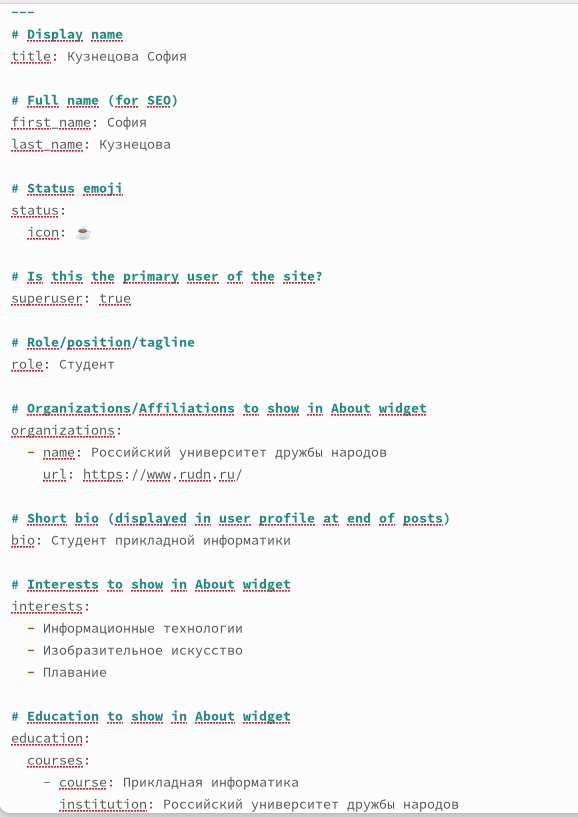 ---
# Display name
title: Кузнецова София
# Full name (for SEO)
first_name: София
last_name: Кузнецова
# Status emoji
status:
icon: ☕
# Is this the primary user of the site?
superuser: true
# Role/position/tagline
role: Студент
# Organizations/Affiliations to show in About widget
organizations:
- name: Российский университет дружбы народов
url: https://www.rudn.ru/
# Short bio (displayed in user profile at end of posts)
bio: Студент прикладной информатики
# Interests to show in About widget
interests:
- Информационные технологии
- Изобразительное искусство
- Плавание
# Education to show in About widget
education:
courses:
- course: Прикладная информатика
institution: Российский университет дружбы народов